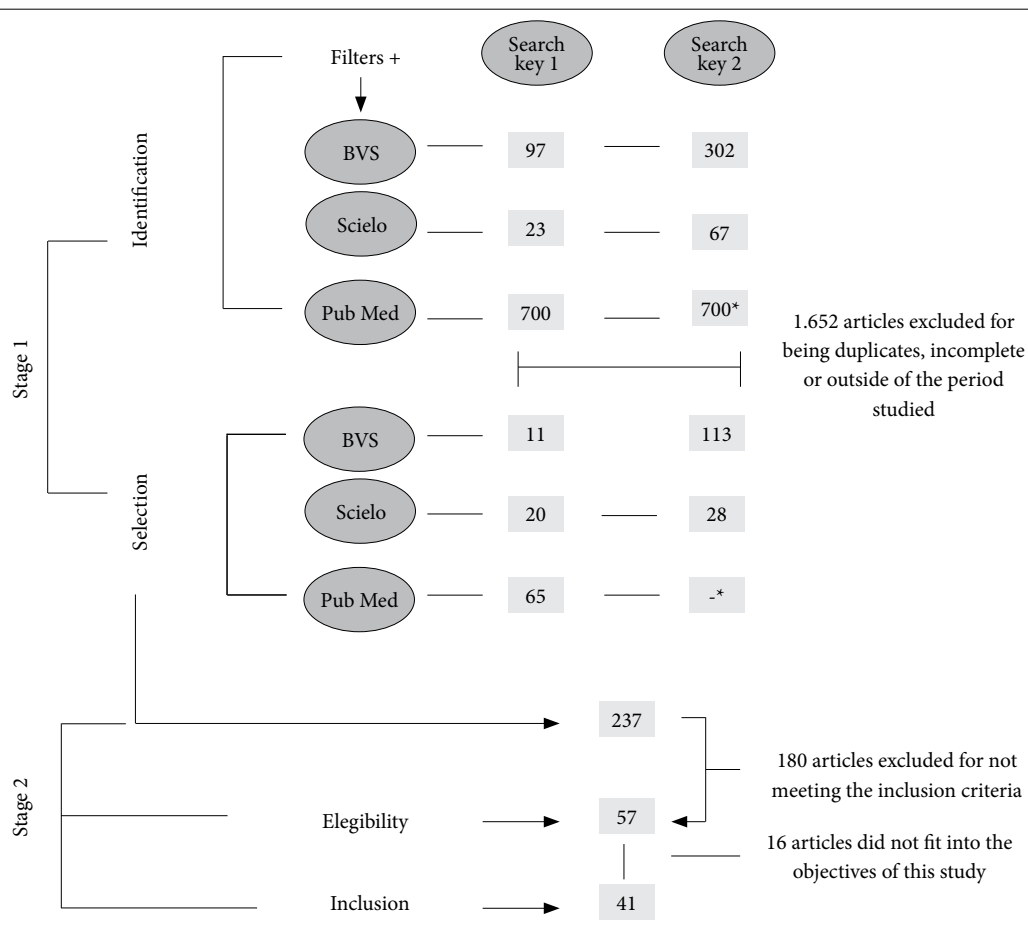 Filters +
Search
key 1
Search
key 2
Identification
BVS
97
302
Scielo
23
67
Pub Med
700
700*
1.652 articles excluded for
being duplicates, incomplete
or outside of the period
studied
Stage 1
Selection
BVS
11
113
Scielo
20
28
Pub Med
65
-*
Stage 2
237
180 articles excluded for not
meeting the inclusion criteria
Elegibility
57
16 articles did not fit into the
objectives of this study
Inclusion
41